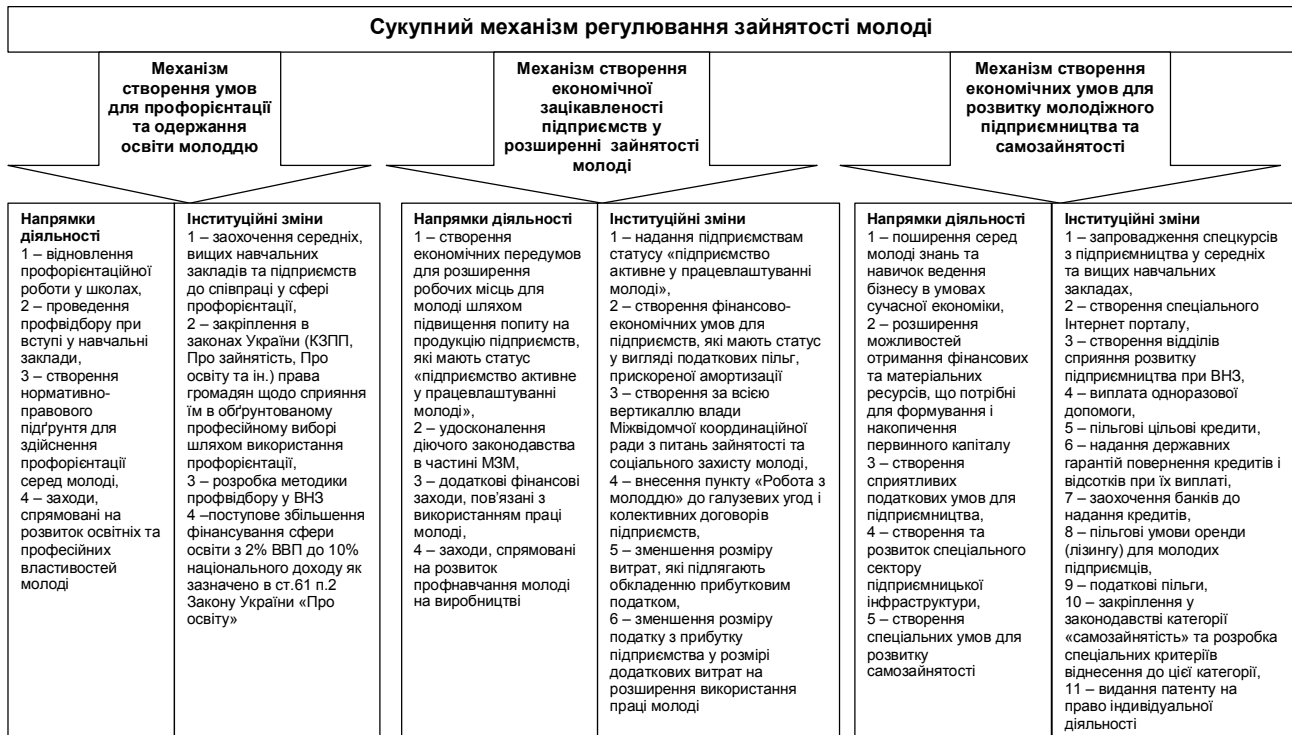 Сукупний механізм регулювання зайнятості молоді
Механізм
створення умов
для профорієнтації
та одержання
освіти молоддю
Механізм створення
економічної
зацікавленості
підприємств у
розширенні зайнятості
молоді
Механізм створення
економічних умов для
розвитку молодіжного
підприємництва та
самозайнятості
Напрямки
діяльності
1 – відновлення
профорієнтаційної
роботи у школах,
2 – проведення
профвідбору при
вступі у навчальні
заклади,
3 – створення
нормативно-
правового
підґрунтя для
здійснення
профорієнтації
серед молоді,
4 – заходи,
спрямовані на
розвиток освітніх та
професійних
властивостей
молоді
Інституційні зміни
1 – заохочення середніх,
вищих навчальних
закладів та підприємств
до співпраці у сфері
профорієнтації,
2 – закріплення в
законах України (КЗПП,
Про зайнятість, Про
освіту та ін.) права
громадян щодо сприяння
їм в обґрунтованому
професійному виборі
шляхом використання
профорієнтації,
3 – розробка методики
профвідбору у ВНЗ
4 –поступове збільшення
фінансування сфери
освіти з 2% ВВП до 10%
національного доходу як
зазначено в ст.61 п.2
Закону України «Про
освіту»
Напрямки діяльності
1 – створення
економічних передумов
для розширення
робочих місць для
молоді шляхом
підвищення попиту на
продукцію підприємств,
які мають статус
«підприємство активне
у працевлаштуванні
молоді»,
2 – удосконалення
діючого законодавства
в частині МЗМ,
3 – додаткові фінансові
заходи, пов’язані з
використанням праці
молоді,
4 – заходи, спрямовані
на розвиток
профнавчання молоді
на виробництві
Інституційні зміни
1 – надання підприємствам
статусу «підприємство
активне у працевлаштуванні
молоді»,
2 – створення фінансово-
економічних умов для
підприємств, які мають статус
у вигляді податкових пільг,
прискореної амортизації
3 – створення за всією
вертикаллю влади
Міжвідомчої координаційної
ради з питань зайнятості та
соціального захисту молоді,
4 – внесення пункту «Робота з
молоддю» до галузевих угод і
колективних договорів
підприємств,
5 – зменшення розміру
витрат, які підлягають
обкладенню прибутковим
податком,
6 – зменшення розміру
податку з прибутку
підприємства у розмірі
додаткових витрат на
розширення використання
праці молоді
Напрямки діяльності
1 – поширення серед
молоді знань та
навичок ведення
бізнесу в умовах
сучасної економіки,
2 – розширення
можливостей
отримання фінансових
та матеріальних
ресурсів, що потрібні
для формування і
накопичення
первинного капіталу
3 – створення
сприятливих
податкових умов для
підприємництва,
4 – створення та
розвиток спеціального
сектору
підприємницької
інфраструктури,
5 – створення
спеціальних умов для
розвитку
самозайнятості
Інституційні зміни
1 – запровадження спецкурсів
з підприємництва у середніх
та вищих навчальних
закладах,
2 – створення спеціального
Інтернет порталу,
3 – створення відділів
сприяння розвитку
підприємництва при ВНЗ,
4 – виплата одноразової
допомоги,
5 – пільгові цільові кредити,
6 – надання державних
гарантій повернення кредитів і
відсотків при їх виплаті,
7 – заохочення банків до
надання кредитів,
8 – пільгові умови оренди
(лізингу) для молодих
підприємців,
9 – податкові пільги,
10 – закріплення у
законодавстві категорії
«самозайнятість» та розробка
спеціальних критеріїв
віднесення до цієї категорії,
11 – видання патенту на
право індивідуальної
діяльності